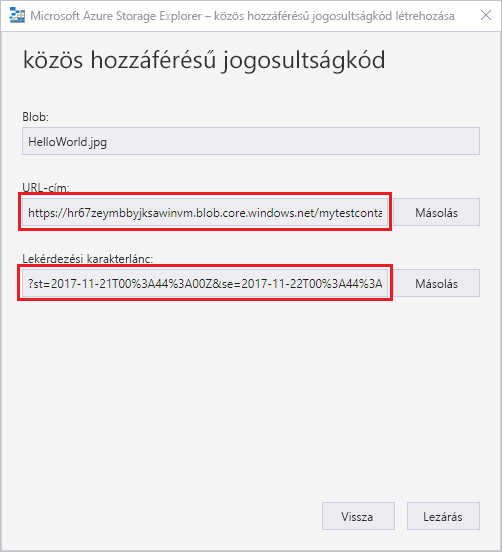 Microsoft Azure Storage Explorer – közös hozzáférésű jogosultságkód létrehozása
közös hozzáférésű jogosultságkód
Blob:
HelloWorld.jpg
URL-cím:
https://hr67zeymbbyjksawinvm.blob.core.windows.net/mytestconta
Másolás
Lekérdezési karakterlánc:
?st=2017-11-21T00%3A44%3A00Z&se=2017-11-22T00%3A44%3A
Másolás
Vissza
Lezárás